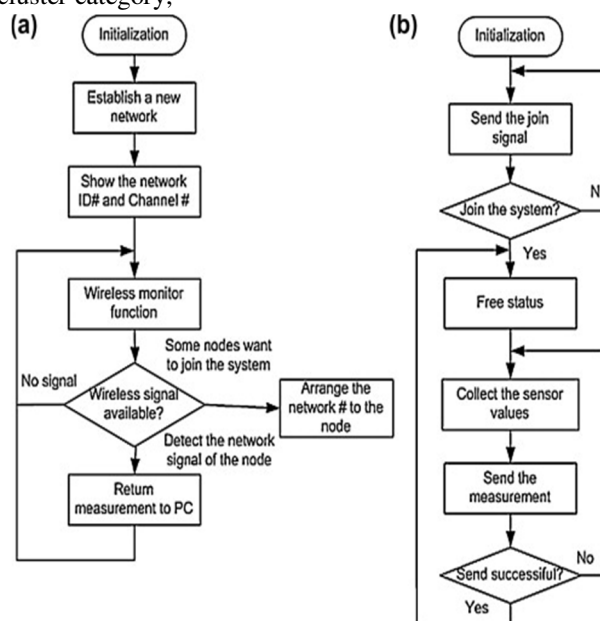 cluster category;
(a)
Initialization
Establish a new
network
Show the network
ID# and Channel #
Wireless monitor
function
Some nodes want
to join the system
No signal
Wireless signal
available?
Arrange the
network # to the
node
Detect the network
signal of the node
Return
measurement to PC
(b)
Initialization
Send the join
signal
N
Join the system?
Yes
Free status
Collect the sensor
values
Send the
measurement
No
Send successful?
Yes